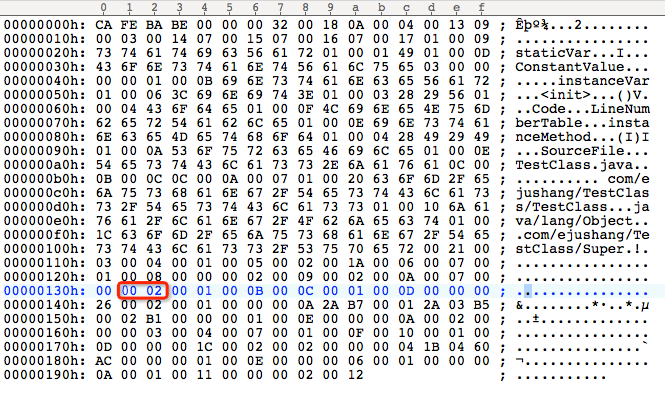 0 1 2 3 4 5 6 7 8 9 a b c d e f
00000000h: CA FE BA BE 00 00 00 32 00 18 0A 00 04 00 13 09 ; Êþº¾...2........
00000010h: 00 03 00 14 07 00 15 07 00 16 07 00 17 01 00 09 ; ................
00000020h: 73 74 61 74 69 63 56 61 72 01 00 01 49 01 00 0D ; staticVar...I...
00000030h: 43 6F 6E 73 74 61 6E 74 56 61 6C 75 65 03 00 00 ; ConstantValue...
00000040h: 00 00 01 00 0B 69 6E 73 74 61 6E 63 65 56 61 72 ; .....instanceVar
00000050h: 01 00 06 3C 69 6E 69 74 3E 01 00 03 28 29 56 01 ; ...<init>...()V.
00000060h: 00 04 43 6F 64 65 01 00 0F 4C 69 6E 65 4E 75 6D ; ..Code...LineNum
00000070h: 62 65 72 54 61 62 6C 65 01 00 0E 69 6E 73 74 61 ; berTable...insta
00000080h: 6E 63 65 4D 65 74 68 6F 64 01 00 04 28 49 29 49 ; nceMethod...(I)I
00000090h: 01 00 0A 53 6F 75 72 63 65 46 69 6C 65 01 00 0E ; ...SourceFile...
000000a0h: 54 65 73 74 43 6C 61 73 73 2E 6A 61 76 61 0C 00 ; TestClass.java..
000000b0h: 0B 00 0C 0C 00 0A 00 07 01 00 20 63 6F 6D 2F 65 ; .......... com/e
000000c0h: 6A 75 73 68 61 6E 67 2F 54 65 73 74 43 6C 61 73 ; jushang/TestClas
000000d0h: 73 2F 54 65 73 74 43 6C 61 73 73 01 00 10 6A 61 ; s/TestClass...ja
000000e0h: 76 61 2F 6C 61 6E 67 2F 4F 62 6A 65 63 74 01 00 ; va/lang/Object..
000000f0h: 1C 63 6F 6D 2F 65 6A 75 73 68 61 6E 67 2F 54 65 ; .com/ejushang/Te
00000100h: 73 74 43 6C 61 73 73 2F 53 75 70 65 72 00 21 00 ; stClass/Super.!.
00000110h: 03 00 04 00 01 00 05 00 02 00 1A 00 06 00 07 00 ; ................
00000120h: 01 00 08 00 00 00 02 00 09 00 02 00 0A 00 07 00 ; ................
00000130h: 00 00 02 00 01 00 0B 00 0C 00 01 00 0D 00 00 00 ; ................
00000140h: 26 00 02 00 01 00 00 00 0A 2A B7 00 01 2A 03 B5 ; &........*·..*.µ
00000150h: 00 02 B1 00 00 00 01 00 0E 00 00 00 0A 00 02 00 ; ..±.............
00000160h: 00 00 03 00 04 00 07 00 01 00 0F 00 10 00 01 00 ; ................
00000170h: 0D 00 00 00 1C 00 02 00 02 00 00 00 04 1B 04 60 ; ...............`
00000180h: AC 00 00 00 01 00 0E 00 00 00 06 00 01 00 00 00 ; ¬...............
00000190h: 0A 00 01 00 11 00 00 00 02 00 12 ; ...........